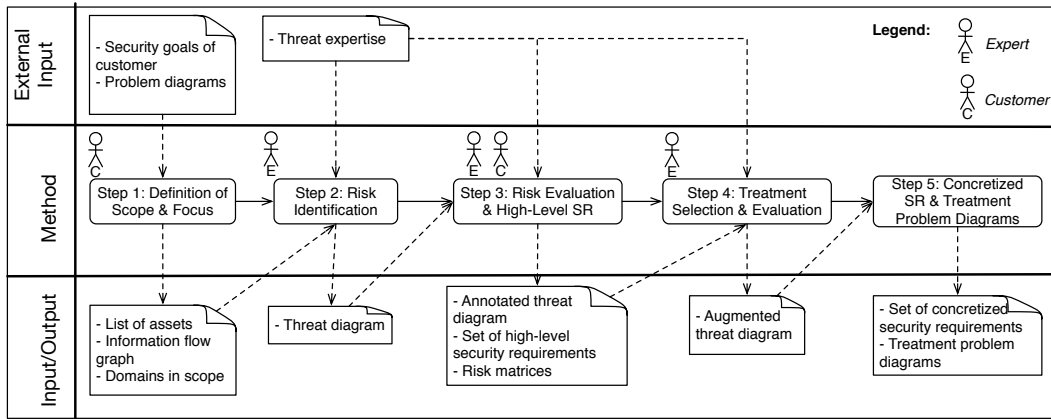 External
Input
- Security goals of
customer
- Problem diagrams
- Threat expertise
Legend:
E
Expert
C
Customer
Method
C
Step 1: Definition of
Scope & Focus
E
Step 2: Risk
Identification
E
C
Step 3: Risk Evaluation
& High-Level SR
E
Step 4: Treatment
Selection & Evaluation
Step 5: Concretized
SR & Treatment
Problem Diagrams
Input/Output
- List of assets
- Information flow
graph
- Domains in scope
- Threat diagram
- Annotated threat
diagram
- Set of high-level
security requirements
- Risk matrices
- Augmented
threat diagram
- Set of concretized
security requirements
- Treatment problem
diagrams